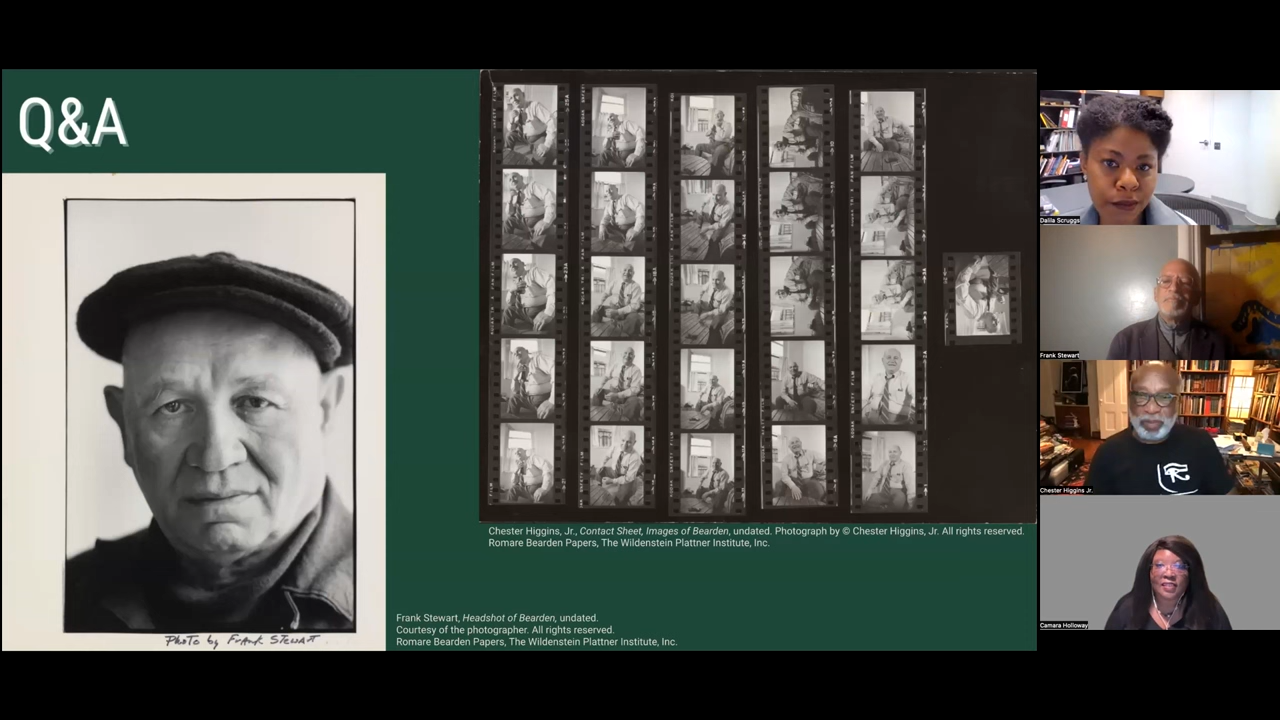 Q&A
Photo by Frank Stewart
Chester Higgins, Jr., Contact Sheet, Images of Bearden, undated. Photograph by © Chester Higgins, Jr. All rights reserved.
Romare Bearden Papers, The Wildenstein Plattner Institute, Inc.
Frank Stewart, Headshot of Bearden, undated.
Courtesy of the photographer. All rights reserved.
Romare Bearden Papers, The Wildenstein Plattner Institute, Inc.
Dalila Scruggs
Frank Stewart
Chester Higgins Jr.
Camara Holloway